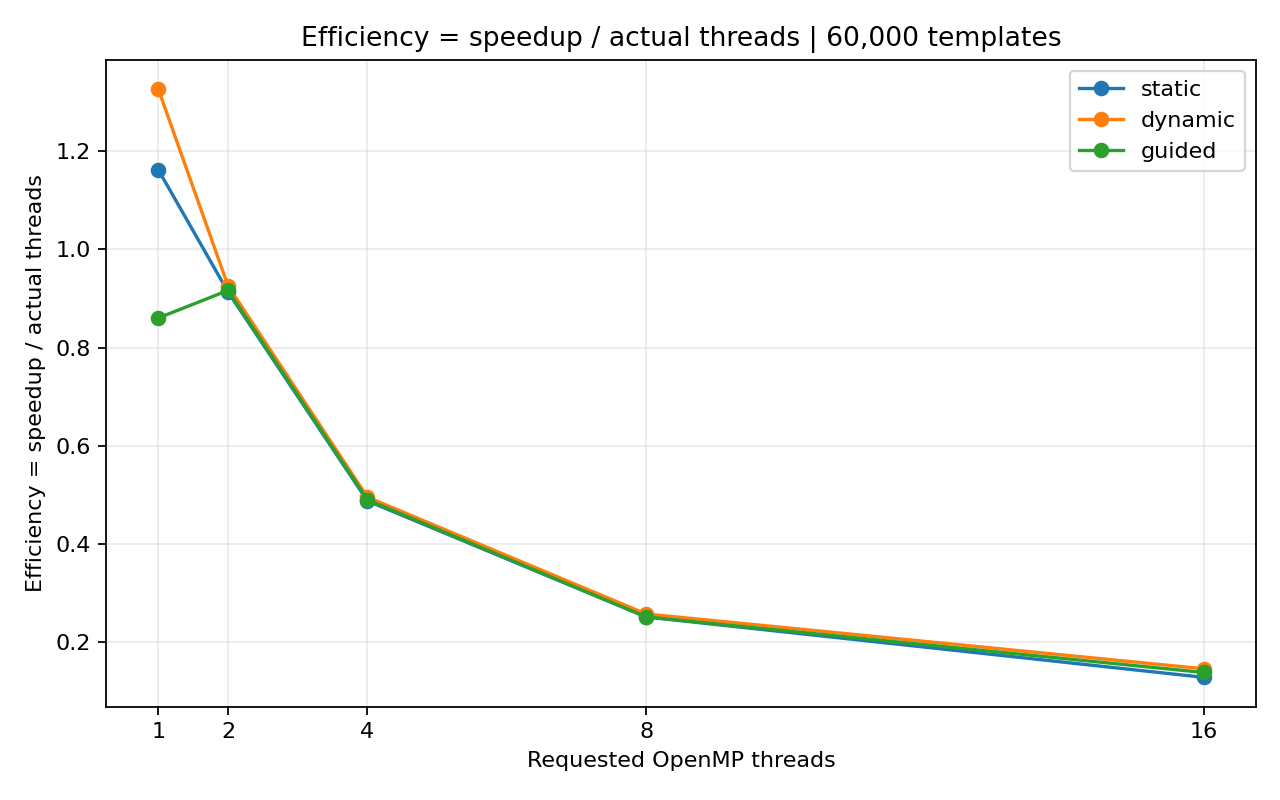 Efficiency = speedup / actual threads | 60,000 templates
static
dynamic
guided
Efficiency = speedup / actual threads
1.2
1.0
0.8
0.6
0.4
0.2
1 2 4 8 16
Requested OpenMP threads